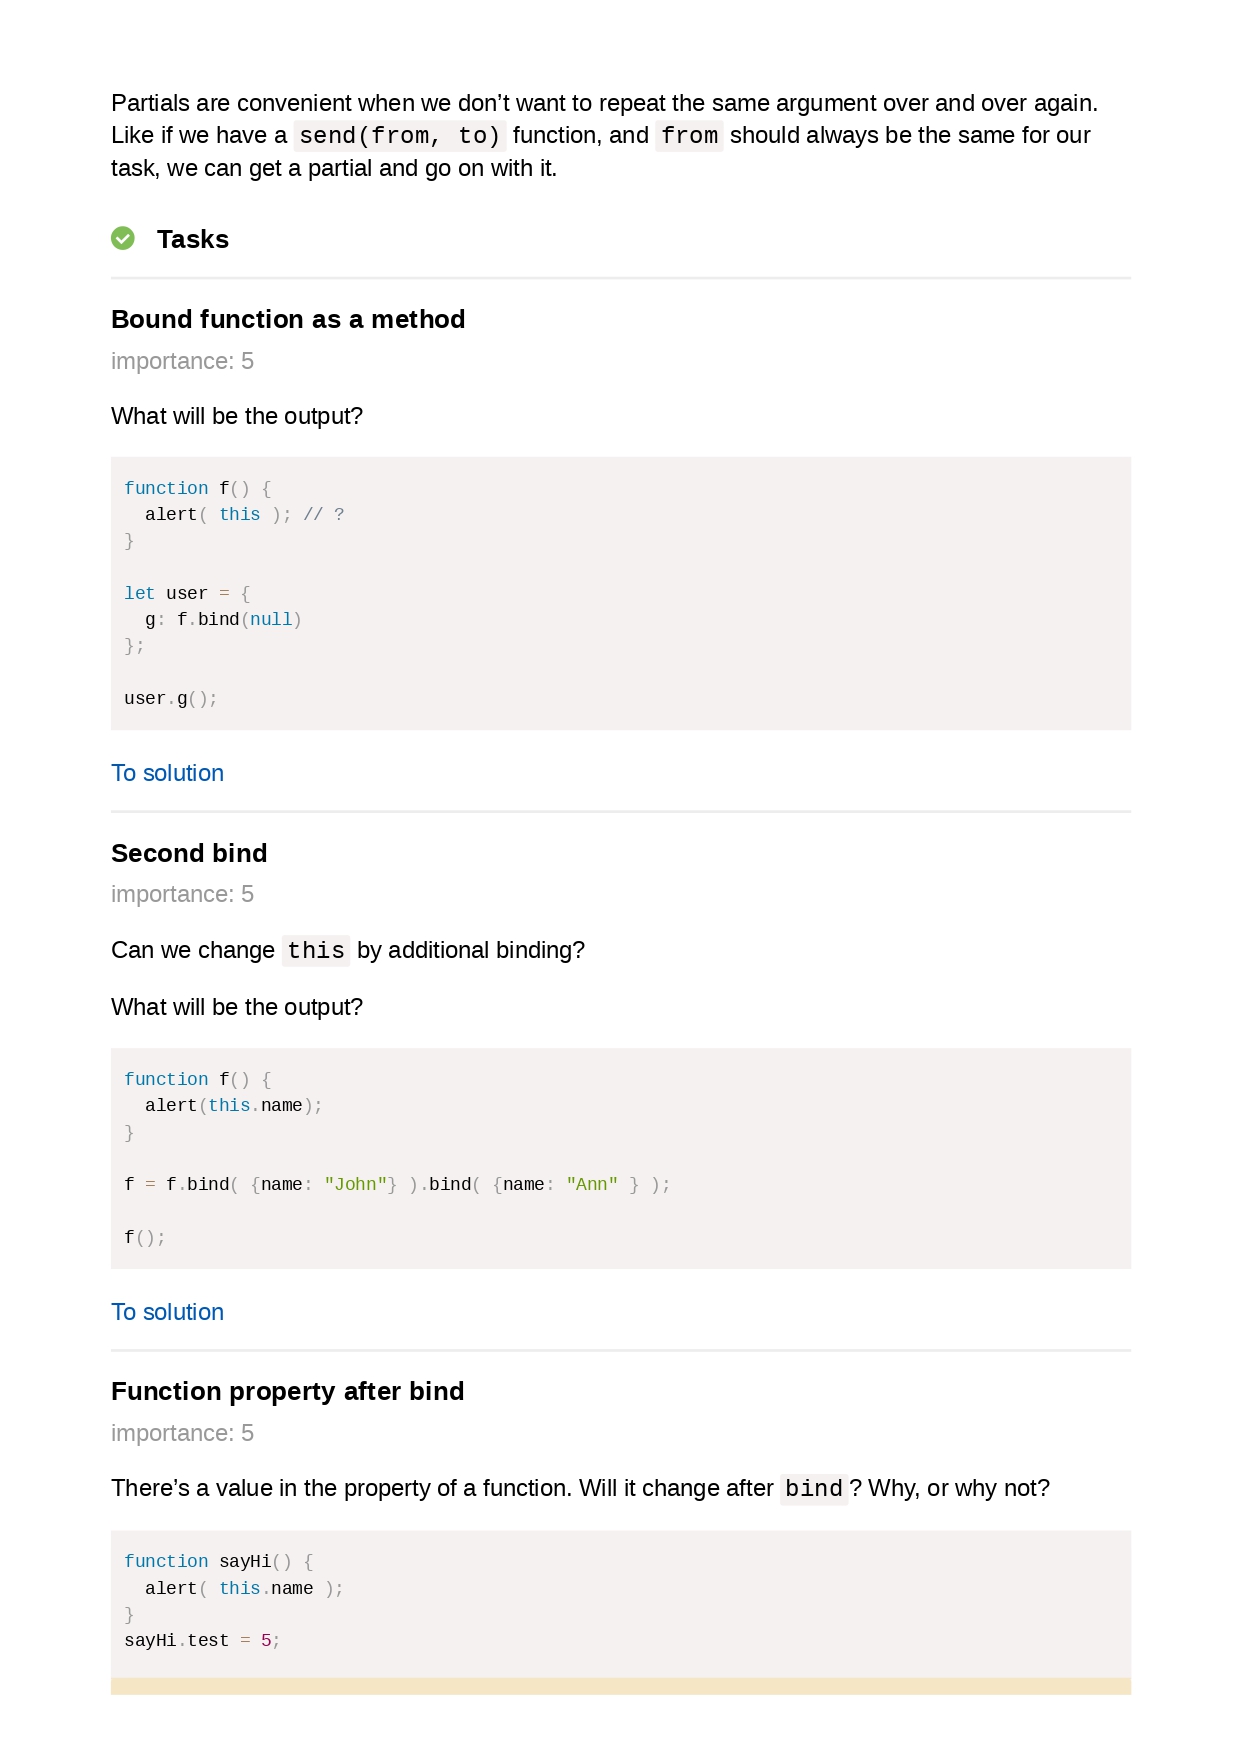 Partials are convenient when we don’t want to repeat the same argument over and over again.
Like if we have a send(from, to) function, and from should always be the same for our
task, we can get a partial and go on with it.
Tasks
Bound function as a method
importance: 5
What will be the output?
function f() {
  alert( this ); // ?
}
let user = {
  g: f.bind(null)
};
user.g();
To solution
Second bind
importance: 5
Can we change this by additional binding?
What will be the output?
function f() {
  alert(this.name);
}
f = f.bind( {name: "John"} ).bind( {name: "Ann" } );
f();
To solution
Function property after bind
importance: 5
There’s a value in the property of a function. Will it change after bind? Why, or why not?
function sayHi() {
  alert( this.name );
}
sayHi.test = 5;